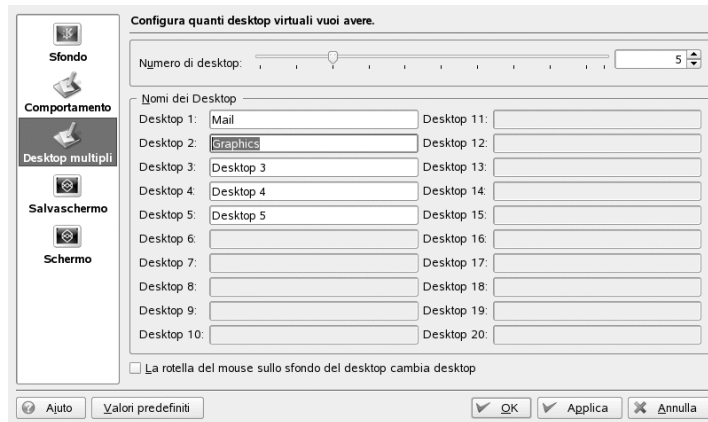 Configura quanti desktop virtuali vuoi avere.
Sfondo
Comportamento
Desktop multipli
Salvaschermo
Schermo
Numero di desktop: 5
Nomi dei Desktop
Desktop 1: Mail Desktop 11:
Desktop 2: Graphics Desktop 12:
Desktop 3: Desktop 3 Desktop 13:
Desktop 4: Desktop 4 Desktop 14:
Desktop 5: Desktop 5 Desktop 15:
Desktop 6: Desktop 16:
Desktop 7: Desktop 17:
Desktop 8: Desktop 18:
Desktop 9: Desktop 19:
Desktop 10: Desktop 20:
La rotella del mouse sullo sfondo del desktop cambia desktop
Aiuto Valori predefiniti OK Applica Annulla